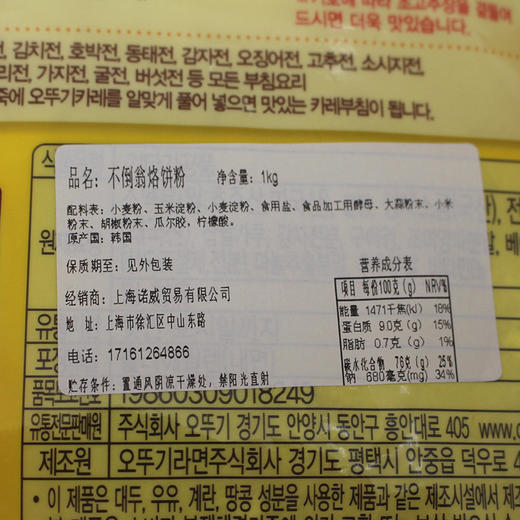 드시면 더욱 맛있습니다.
전, 김치전, 호박전, 동태전, 감자전, 오징어전, 고추전, 소시지전,
리전, 가지전, 굴전, 버섯전 등 모든 부침요리
죽에 오뚜기카레를 알맞게 풀어 넣으면 맛있는 카레부침이 됩니다.
品名：不倒翁烙饼粉 净含量：1kg
配料表：小麦粉、玉米淀粉、小麦淀粉、食用盐、食品加工用酵母、大蒜粉末、小米
粉末、胡椒粉末、瓜尔胶，柠檬酸。
原产国：韩国
保质期至：见外包装
经销商：上海诺威贸易有限公司
地 址：上海市徐汇区中山东路
电话：17161264866
贮存条件：置通风阴凉干燥处，禁阳光直射
营养成分表
项目 每份100克(g) NRV%
能量 1471千焦(kJ) 18%
蛋白质 9.0克(g) 15%
脂肪 0.7克(g) 1%
碳水化合物 76克(g) 25%
钠 680毫克(mg) 34%
19860309018249
유통전문판매원 주식회사 오뚜기 경기도 안양시 동안구 흥안대로 405
제조원 오뚜기라면주식회사 경기도 평택시 안중읍 덕우로
• 이 제품은 대두, 우유, 계란, 땅콩 성분을 사용한 제품과 같은 제조시설에서 제조